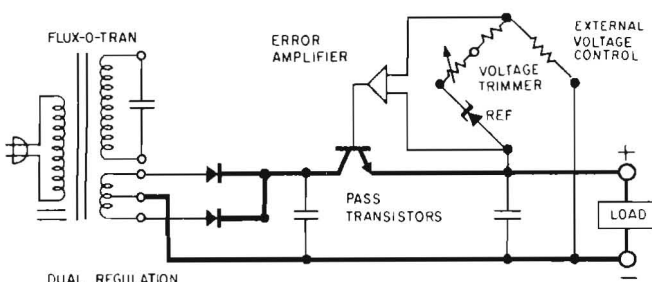 FLUX-O-TRAN
ERROR
AMPLIFIER
EXTERNAL
VOLTAGE
CONTROL
VOLTAGE
TRIMMER
REF
PASS
TRANSISTORS
+
LOAD
−
DUAL REGULATION